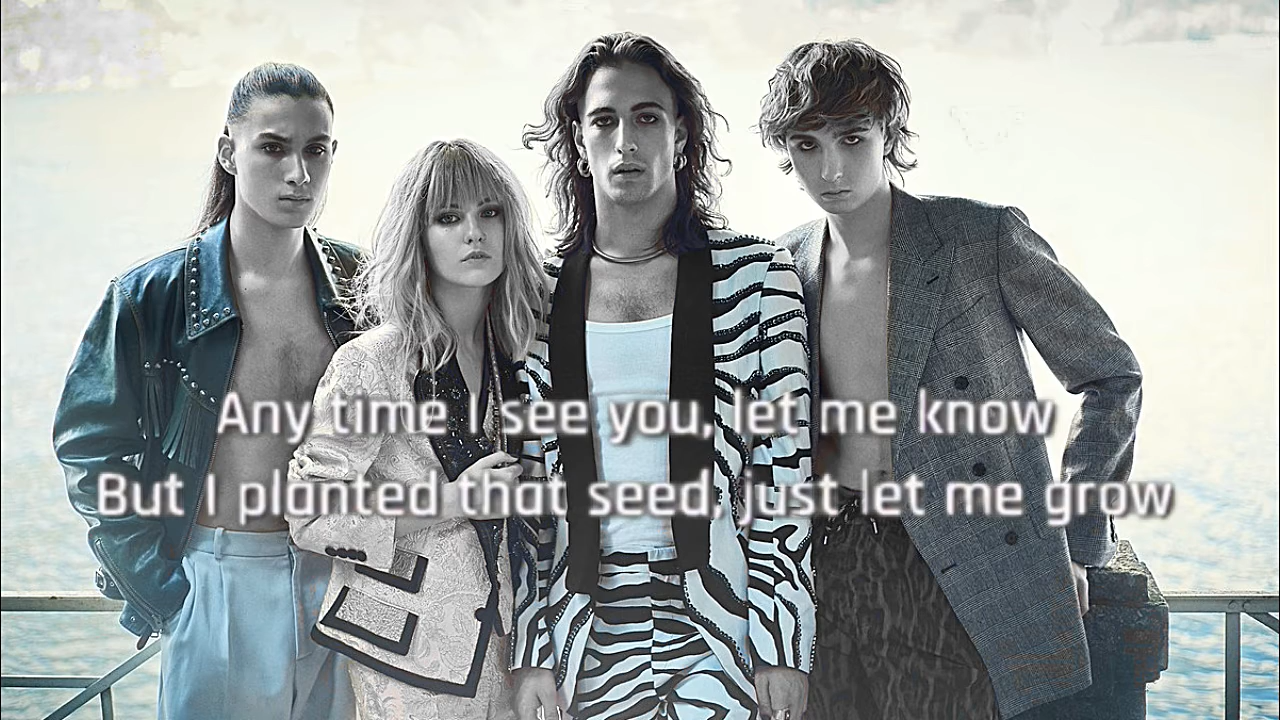 Any time I see you, let me know
But I planted that seed, just let me grow